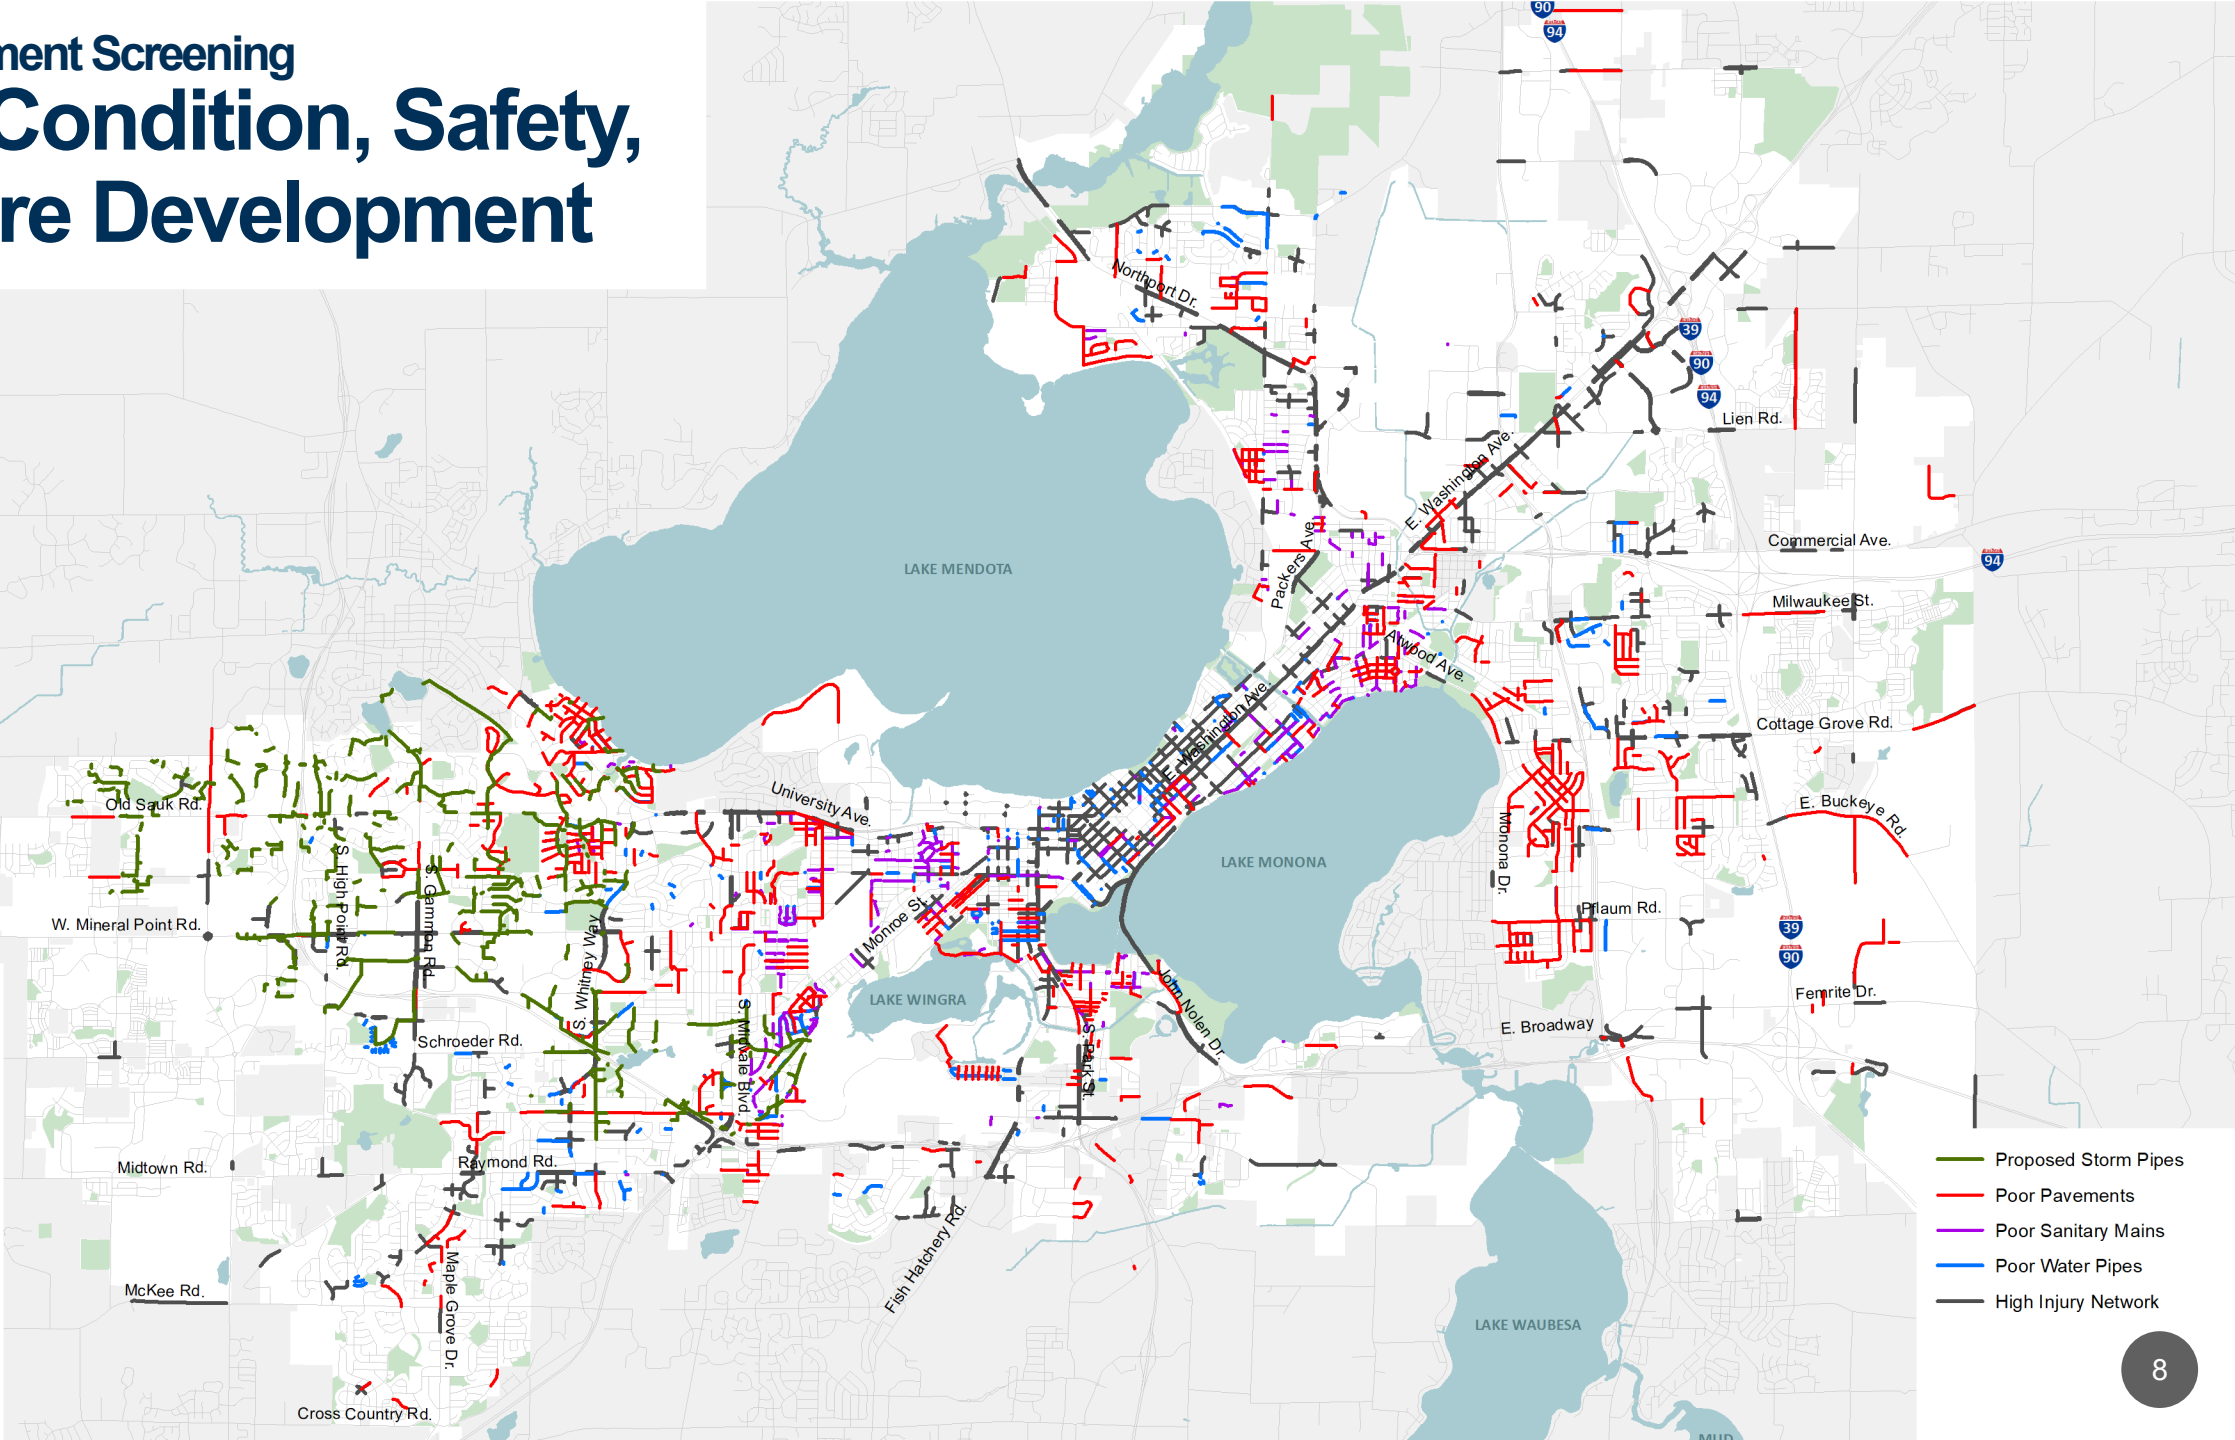 ment Screening
Condition, Safety,
re Development
90
94
Northport Dr.
39
90
94
Lien Rd.
E. Washington Ave.
Packers Ave.
Commercial Ave.
94
LAKE MENDOTA
Milwaukee St.
Atwood Ave.
E. Washington Ave.
Cottage Grove Rd.
Old Sauk Rd.
University Ave.
E. Buckeye Rd.
LAKE MONONA
Monona Dr.
S. High Point Rd.
S. Gammon Rd.
W. Mineral Point Rd.
Monroe St.
Pflaum Rd.
39
90
S. Whitney Way
LAKE WINGRA
John Nolen Dr.
Femrite Dr.
E. Broadway
Schroeder Rd.
S. Midvale Blvd.
S. Park St.
Midtown Rd.
Raymond Rd.
Fish Hatchery Rd.
McKee Rd.
Maple Grove Dr.
LAKE WAUBESA
Cross Country Rd.
MUD
Proposed Storm Pipes
Poor Pavements
Poor Sanitary Mains
Poor Water Pipes
High Injury Network
8